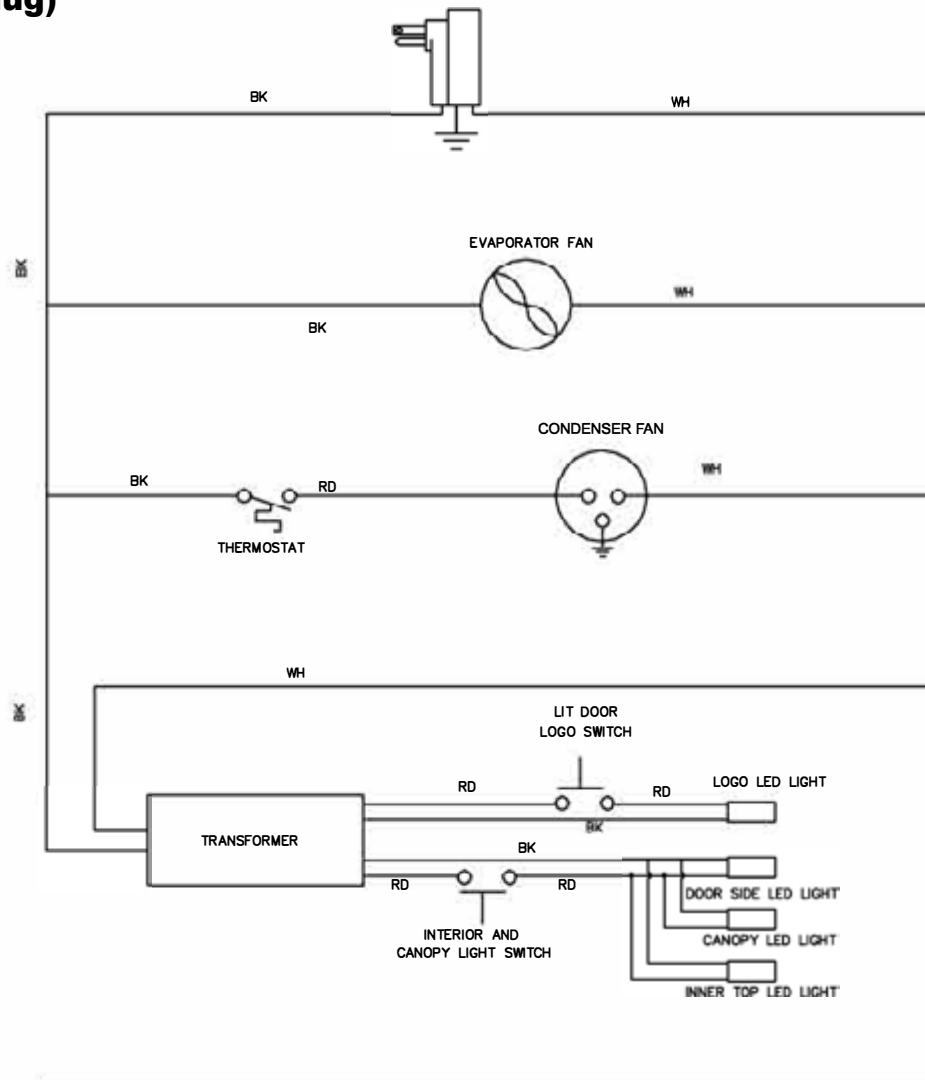 ug)
BK
WH
BK
EVAPORATOR FAN
WH
BK
CONDENSER FAN
WH
BK
RD
THERMOSTAT
WH
BK
LIT DOOR
LOGO SWITCH
RD
RD
LOGO LED LIGHT
BK
TRANSFORMER
BK
RD
RD
DOOR SIDE LED LIGHT
INTERIOR AND
CANOPY LIGHT SWITCH
CANOPY LED LIGHT
INNER TOP LED LIGHT